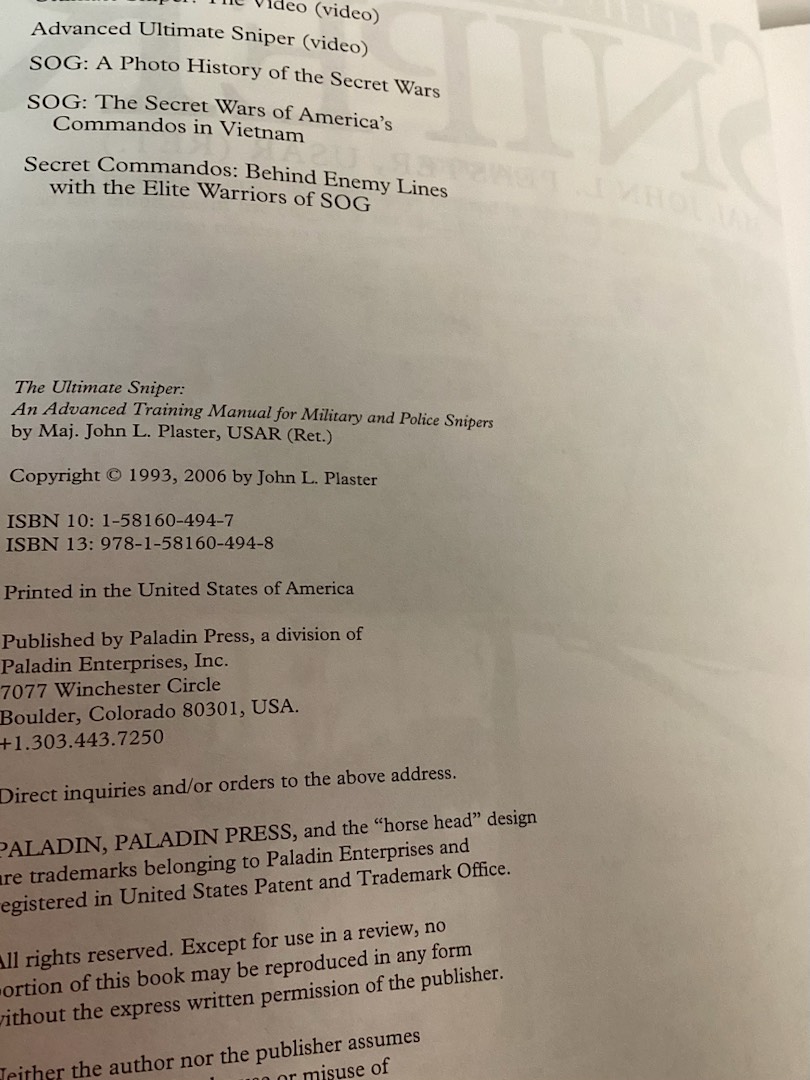 Video (video)
Advanced Ultimate Sniper (video)
SOG: A Photo History of the Secret Wars
SOG: The Secret Wars of America's
Commandos in Vietnam
Secret Commandos: Behind Enemy Lines
with the Elite Warriors of SOG
The Ultimate Sniper:
An Advanced Training Manual for Military and Police Snipers
by Maj. John L. Plaster, USAR (Ret.)
Copyright © 1993, 2006 by John L. Plaster
ISBN 10: 1-58160-494-7
ISBN 13: 978-1-58160-494-8
Printed in the United States of America
Published by Paladin Press, a division of
Paladin Enterprises, Inc.
7077 Winchester Circle
Boulder, Colorado 80301, USA.
+1.303.443.7250
Direct inquiries and/or orders to the above address.
PALADIN, PALADIN PRESS, and the “horse head” design
are trademarks belonging to Paladin Enterprises and
registered in United States Patent and Trademark Office.
All rights reserved. Except for use in a review, no
portion of this book may be reproduced in any form
without the express written permission of the publisher.
Neither the author nor the publisher assumes
or misuse of